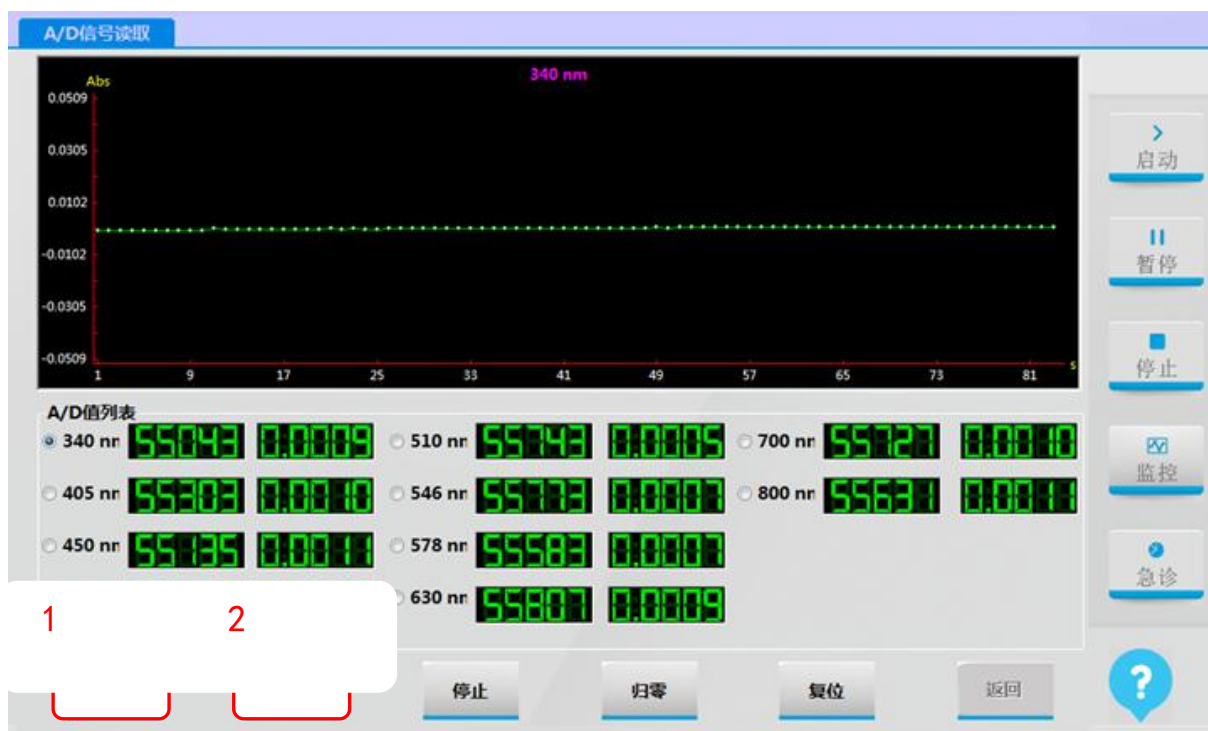 A/D信号读取
Abs
340 nm
0.0509
0.0305
0.0102
-0.0102
-0.0305
-0.0509
1 9 17 25 33 41 49 57 65 73 81 s
A/D值列表
340 nm 55043 0.0009 510 nm 55743 0.0005 700 nm 55727 0.0010
405 nm 55303 0.0010 546 nm 55773 0.0007 800 nm 55631 0.0011
450 nm 55135 0.0011 578 nm 55583 0.0007
630 nm 55807 0.0009
1 2
停止 归零 复位 返回
启动
暂停
停止
监控
急诊
?